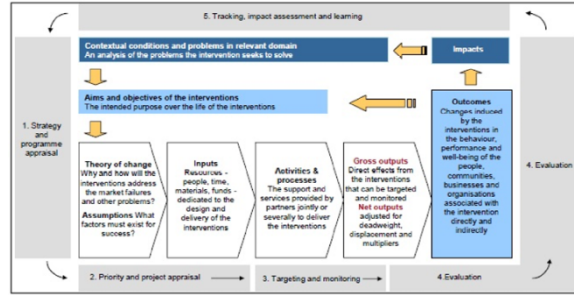 5. Tracking, impact assessment and learning
Contextual conditions and problems in relevant domain
An analysis of the problems the intervention seeks to solve
Impacts
Aims and objectives of the interventions
The intended purpose over the life of the interventions
1. Strategy
and
programme
appraisal
Theory of change
Why and how will the
interventions address
the market failures
and other problems?
Assumptions What
factors must exist for
success?
Inputs
Resources -
people, time,
materials, funds -
dedicated to the
design and
delivery of the
interventions
Activities &
processes
The support and
services provided by
partners jointly or
severally to deliver
the interventions
Gross outputs
Direct effects from
the interventions
that can be targeted
and monitored
Net outputs
adjusted for
deadweight,
displacement and
multipliers
Outcomes
Changes induced
by the
interventions in
the behaviour,
performance and
well-being of the
people,
communities,
businesses and
organisations
associated with
the intervention
directly and
indirectly
4. Evaluation
2. Priority and project appraisal
3. Targeting and monitoring
4.Evaluation